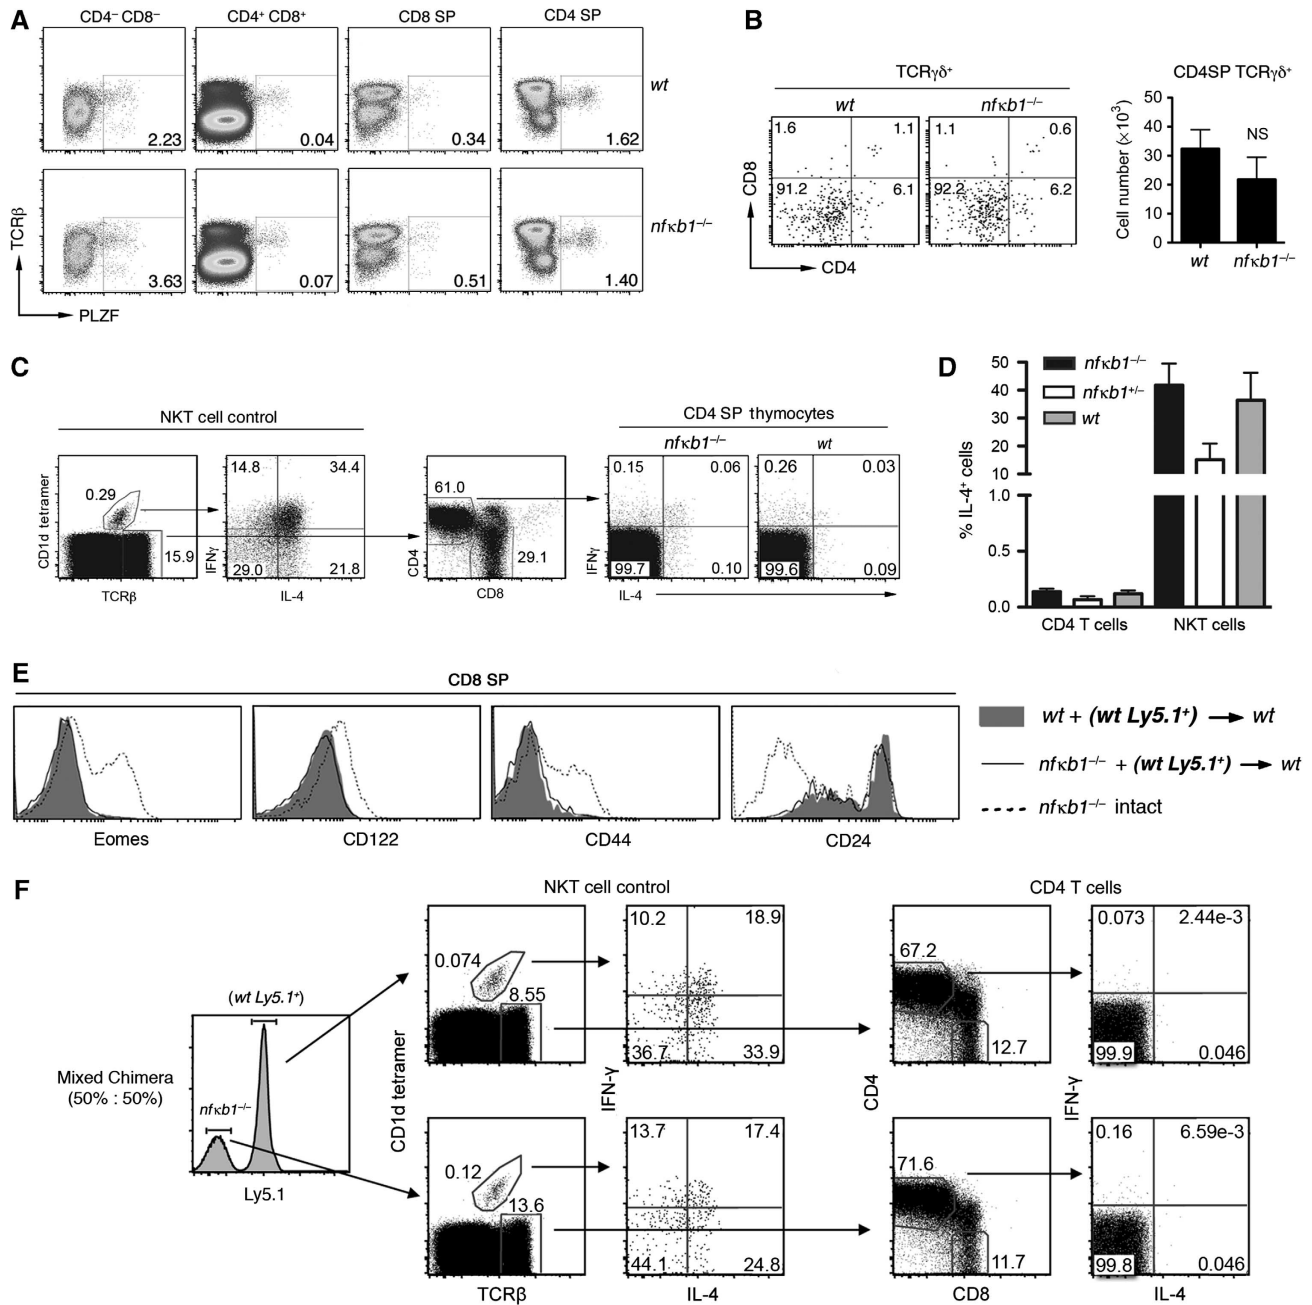 A
CD4– CD8–
CD4+ CD8+
CD8 SP
CD4 SP
2.23
0.04
0.34
1.62
wt
3.63
0.07
0.51
1.40
nfκb1–/–
TCRβ
PLZF
B
TCRγδ+
wt
nfκb1–/–
1.6
1.1
91.2
6.1
1.1
0.6
92.2
6.2
CD8
CD4
CD4SP TCRγδ+
Cell number (×10³)
50
40
30
20
10
0
NS
wt
nfκb1–/–
C
NKT cell control
CD4 SP thymocytes
nfκb1–/–
wt
0.29
15.9
CD1d tetramer
TCRβ
14.8
34.4
29.0
21.8
IFNγ
IL-4
61.0
29.1
CD4
CD8
0.15
0.06
99.7
0.10
0.26
0.03
99.6
0.09
IFNγ
IL-4
D
nfκb1–/–
nfκb1+/–
wt
% IL-4+ cells
50
40
30
20
10
1.0
0.5
0.0
CD4 T cells
NKT cells
E
CD8 SP
Eomes
CD122
CD44
CD24
wt + (wt Ly5.1+) → wt
nfκb1–/– + (wt Ly5.1+) → wt
nfκb1–/– intact
F
NKT cell control
CD4 T cells
Mixed Chimera
(50% : 50%)
(wt Ly5.1+)
nfκb1–/–
Ly5.1
0.074
8.55
10.2
18.9
36.7
33.9
67.2
12.7
0.073
2.44e-3
99.9
0.046
CD1d tetramer
IFN-γ
CD4
IFN-γ
0.12
13.6
13.7
17.4
44.1
24.8
71.6
11.7
0.16
6.59e-3
99.8
0.046
TCRβ
IL-4
CD8
IL-4